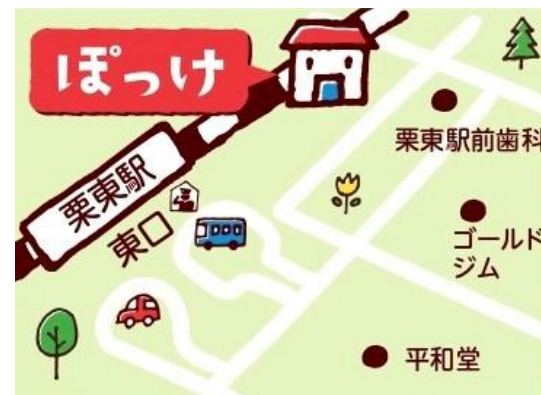 ぽっけ
栗東駅前歯科
栗東駅
東口
ゴールド
ジム
平和堂